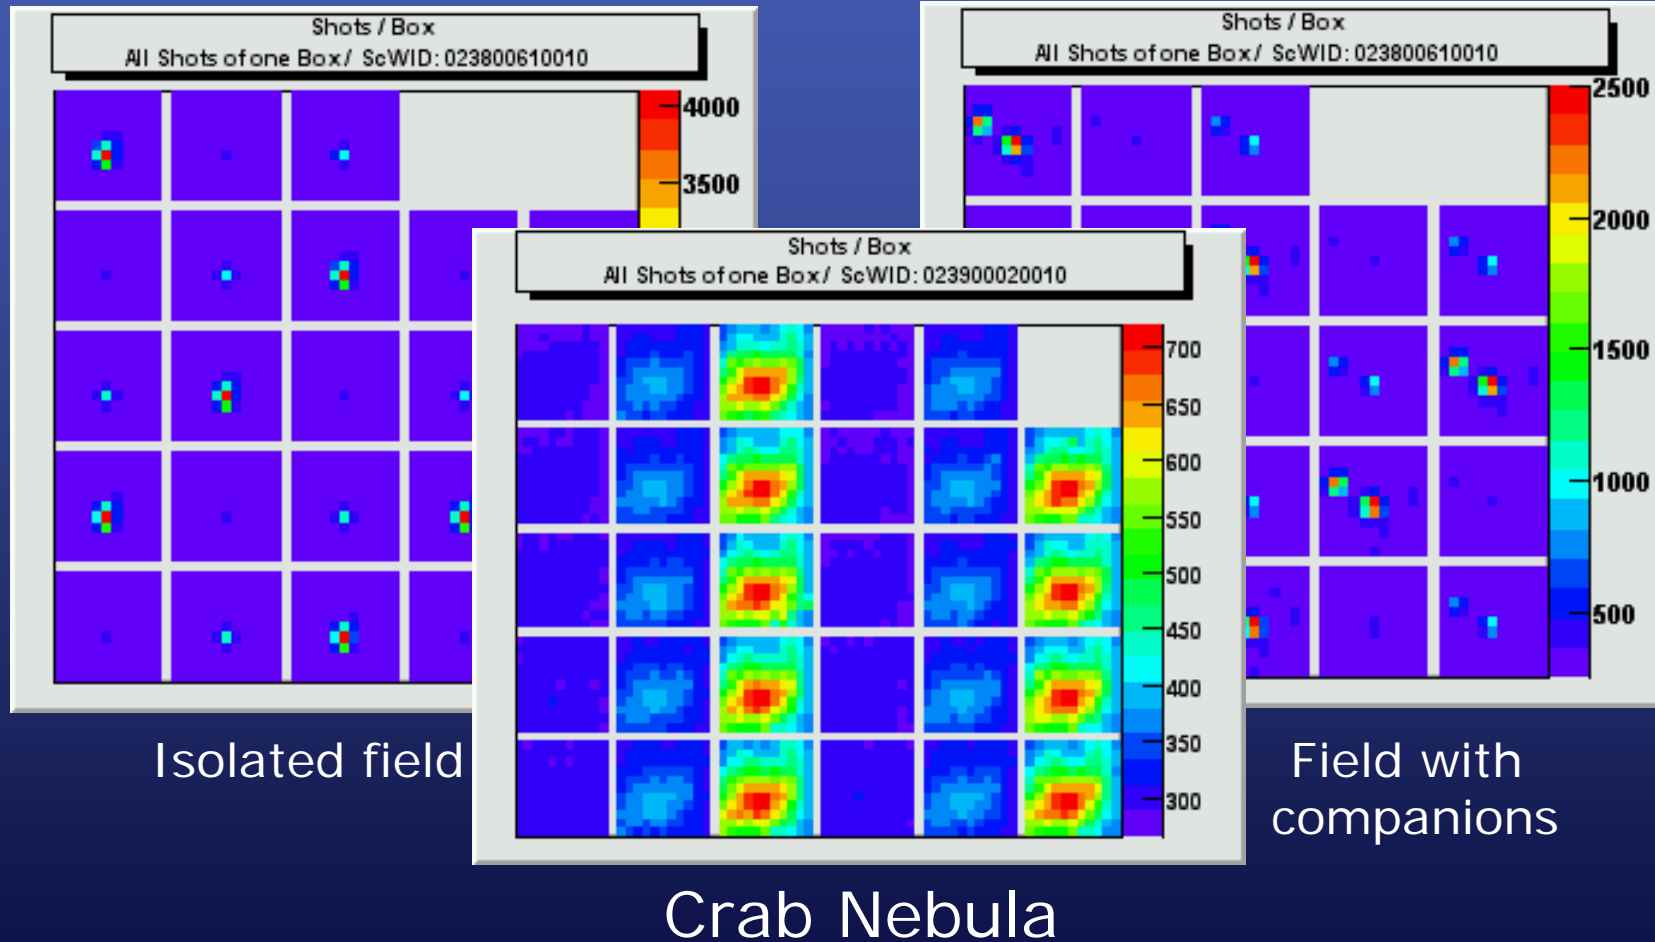 Shots / Box
All Shots of one Box / ScWID: 023800610010
4000
3500
Shots / Box
All Shots of one Box / ScWID: 023800610010
2500
2000
1500
1000
500
Shots / Box
All Shots of one Box / ScWID: 023900020010
700
650
600
550
500
450
400
350
300
Isolated field
Field with
companions
Crab Nebula